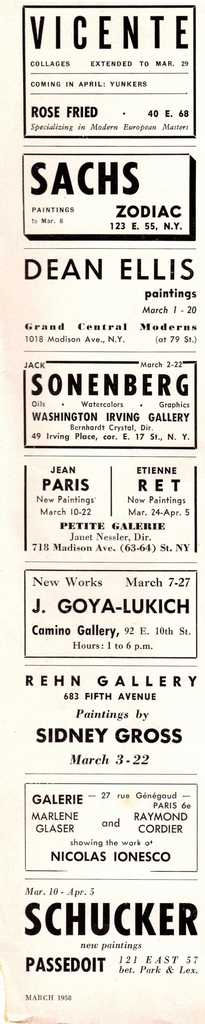 VICENTE
COLLAGES EXTENDED TO MAR. 29
COMING IN APRIL: YUNKERS
ROSE FRIED · 40 E. 68
Specializing in Modern European Masters
SACHS
PAINTINGS
to Mar. 8
ZODIAC
123 E. 55, N.Y.
DEAN ELLIS
paintings
March 1 - 20
Grand Central Moderns
1018 Madison Ave., N.Y. (at 79 St.)
JACK March 2-22
SONENBERG
Oils • Watercolors • Graphics
WASHINGTON IRVING GALLERY
Bernhardt Crystal, Dir.
49 Irving Place, cor. E. 17 St., N. Y.
JEAN
PARIS
New Paintings
March 10-22
ETIENNE
RET
New Paintings
Mar. 24-Apr. 5
PETITE GALERIE
Janet Nessler, Dir.
718 Madison Ave. (63-64) St. NY
New Works March 7-27
J. GOYA-LUKICH
Camino Gallery, 92 E. 10th St.
Hours: 1 to 6 p.m.
REHN GALLERY
683 FIFTH AVENUE
Paintings by
SIDNEY GROSS
March 3 - 22
GALERIE — 27 rue Génégaud —
PARIS 6e
MARLENE
GLASER
and
RAYMOND
CORDIER
showing the work of
NICOLAS IONESCO
Mar. 10 - Apr. 5
SCHUCKER
new paintings
PASSEDOIT
121 EAST 57
bet. Park & Lex.
MARCH 1958